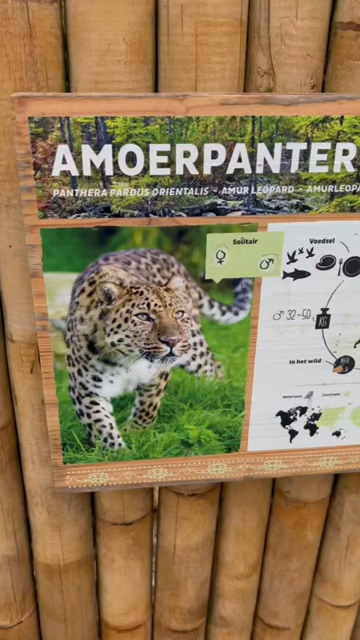 AMOERPANTER
PANTHERA PARDUS ORIENTALIS - AMUR LEOPARD - AMURLEOPA
Solitair
Voedsel
♂ 32-50
KG
In het wild